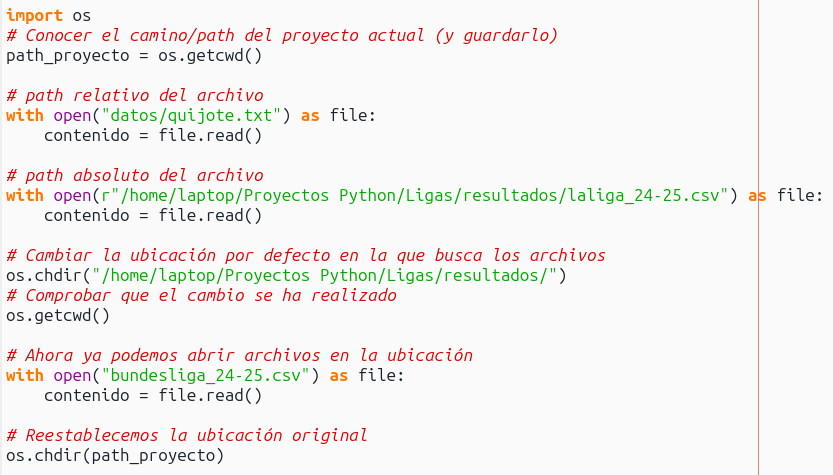 import os
# Conocer el camino/path del proyecto actual (y guardarlo)
path_proyecto = os.getcwd()
# path relativo del archivo
with open("datos/quijote.txt") as file:
    contenido = file.read()
# path absoluto del archivo
with open(r"/home/laptop/Proyectos Python/Ligas/resultados/laliga_24-25.csv") as file:
    contenido = file.read()
# Cambiar la ubicación por defecto en la que busca los archivos
os.chdir("/home/laptop/Proyectos Python/Ligas/resultados/")
# Comprobar que el cambio se ha realizado
os.getcwd()
# Ahora ya podemos abrir archivos en la ubicación
with open("bundesliga_24-25.csv") as file:
    contenido = file.read()
# Reestablecemos la ubicación original
os.chdir(path_proyecto)